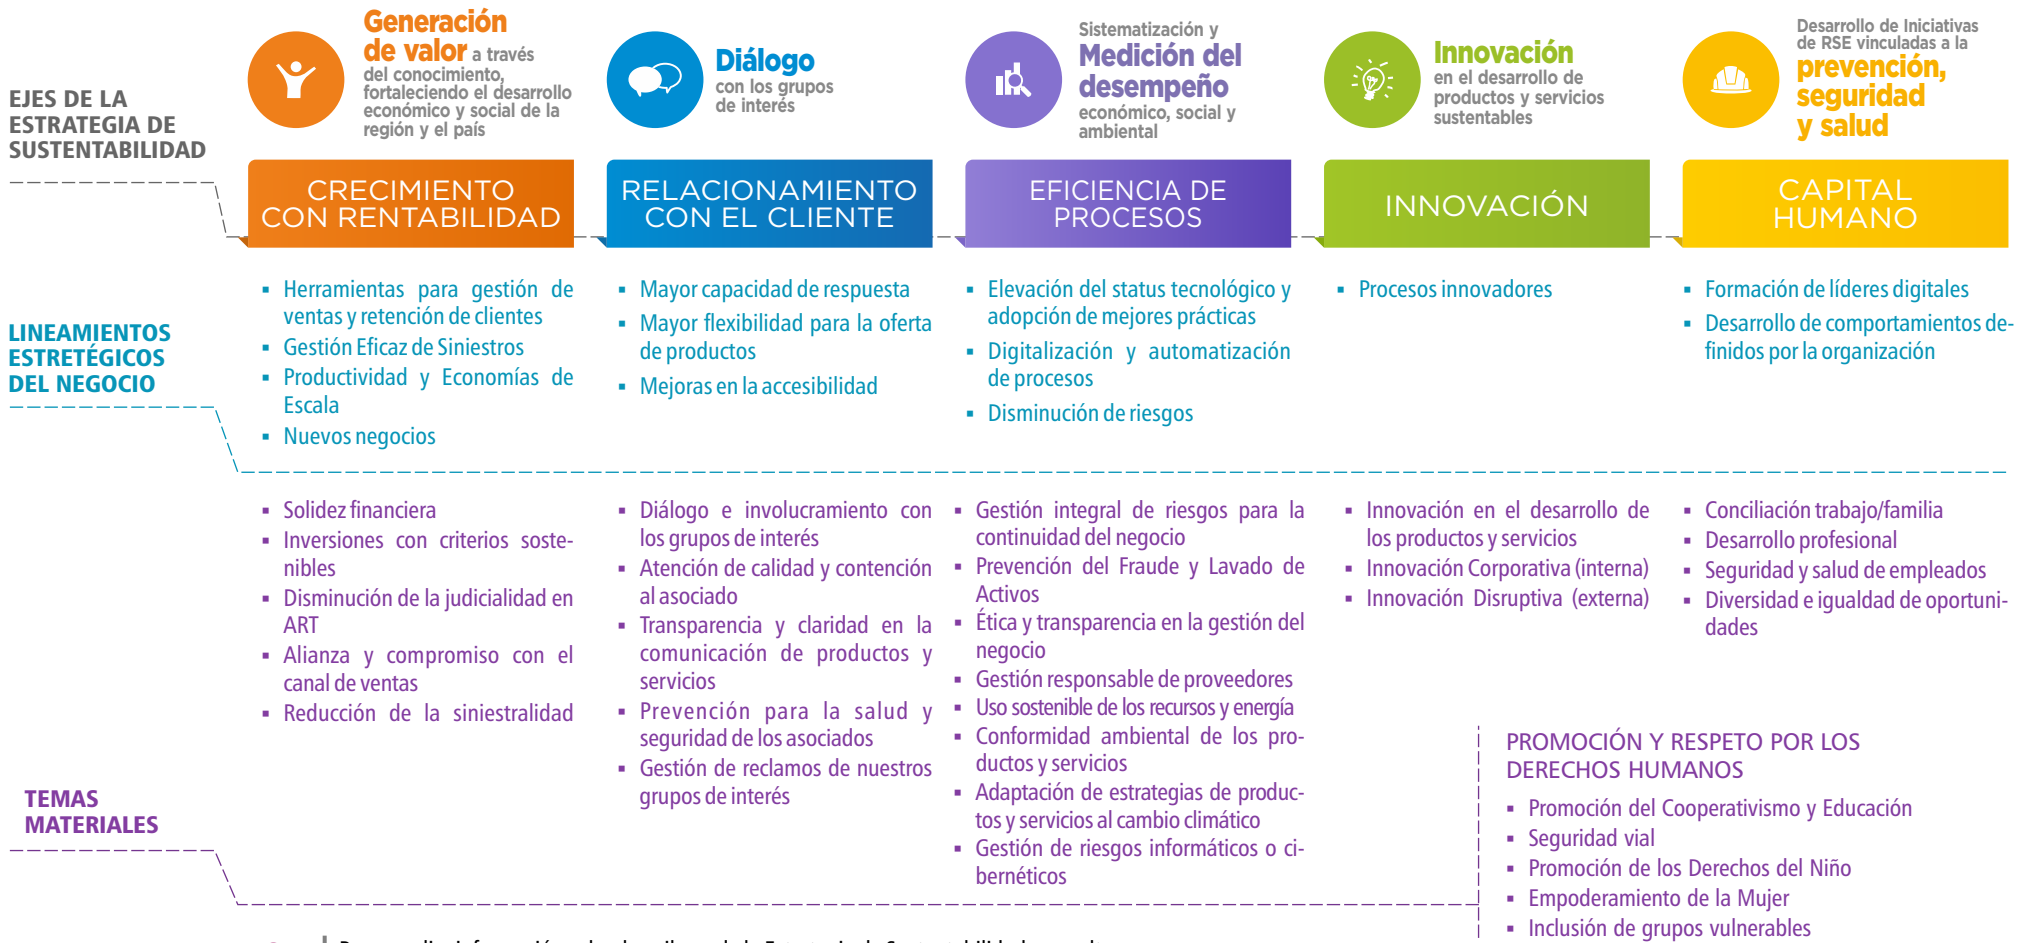 EJES DE LA
ESTRATEGIA DE
SUSTENTABILIDAD
Generación
de valor a través
del conocimiento,
fortaleciendo el desarrollo
económico y social de la
región y el país
Diálogo
con los grupos
de interés
Sistematización y
Medición del
desempeño
económico, social y
ambiental
Innovación
en el desarrollo de
productos y servicios
sustentables
Desarrollo de Iniciativas
de RSE vinculadas a la
prevención,
seguridad
y salud
CRECIMIENTO
CON RENTABILIDAD
RELACIONAMIENTO
CON EL CLIENTE
EFICIENCIA DE
PROCESOS
INNOVACIÓN
CAPITAL
HUMANO
LINEAMIENTOS
ESTRETÉGICOS
DEL NEGOCIO
▪ Herramientas para gestión de
ventas y retención de clientes
▪ Gestión Eficaz de Siniestros
▪ Productividad y Economías de
Escala
▪ Nuevos negocios
▪ Mayor capacidad de respuesta
▪ Mayor flexibilidad para la oferta
de productos
▪ Mejoras en la accesibilidad
▪ Elevación del status tecnológico y
adopción de mejores prácticas
▪ Digitalización y automatización
de procesos
▪ Disminución de riesgos
▪ Procesos innovadores
▪ Formación de líderes digitales
▪ Desarrollo de comportamientos de-
finidos por la organización
TEMAS
MATERIALES
▪ Solidez financiera
▪ Inversiones con criterios soste-
nibles
▪ Disminución de la judicialidad en
ART
▪ Alianza y compromiso con el
canal de ventas
▪ Reducción de la siniestralidad
▪ Diálogo e involucramiento con
los grupos de interés
▪ Atención de calidad y contención
al asociado
▪ Transparencia y claridad en la
comunicación de productos y
servicios
▪ Prevención para la salud y
seguridad de los asociados
▪ Gestión de reclamos de nuestros
grupos de interés
▪ Gestión integral de riesgos para la
continuidad del negocio
▪ Prevención del Fraude y Lavado de
Activos
▪ Ética y transparencia en la gestión del
negocio
▪ Gestión responsable de proveedores
▪ Uso sostenible de los recursos y energía
▪ Conformidad ambiental de los pro-
ductos y servicios
▪ Adaptación de estrategias de produc-
tos y servicios al cambio climático
▪ Gestión de riesgos informáticos o ci-
bernéticos
▪ Innovación en el desarrollo de
los productos y servicios
▪ Innovación Corporativa (interna)
▪ Innovación Disruptiva (externa)
▪ Conciliación trabajo/familia
▪ Desarrollo profesional
▪ Seguridad y salud de empleados
▪ Diversidad e igualdad de oportuni-
dades
PROMOCIÓN Y RESPETO POR LOS
DERECHOS HUMANOS
▪ Promoción del Cooperativismo y Educación
▪ Seguridad vial
▪ Promoción de los Derechos del Niño
▪ Empoderamiento de la Mujer
▪ Inclusión de grupos vulnerables